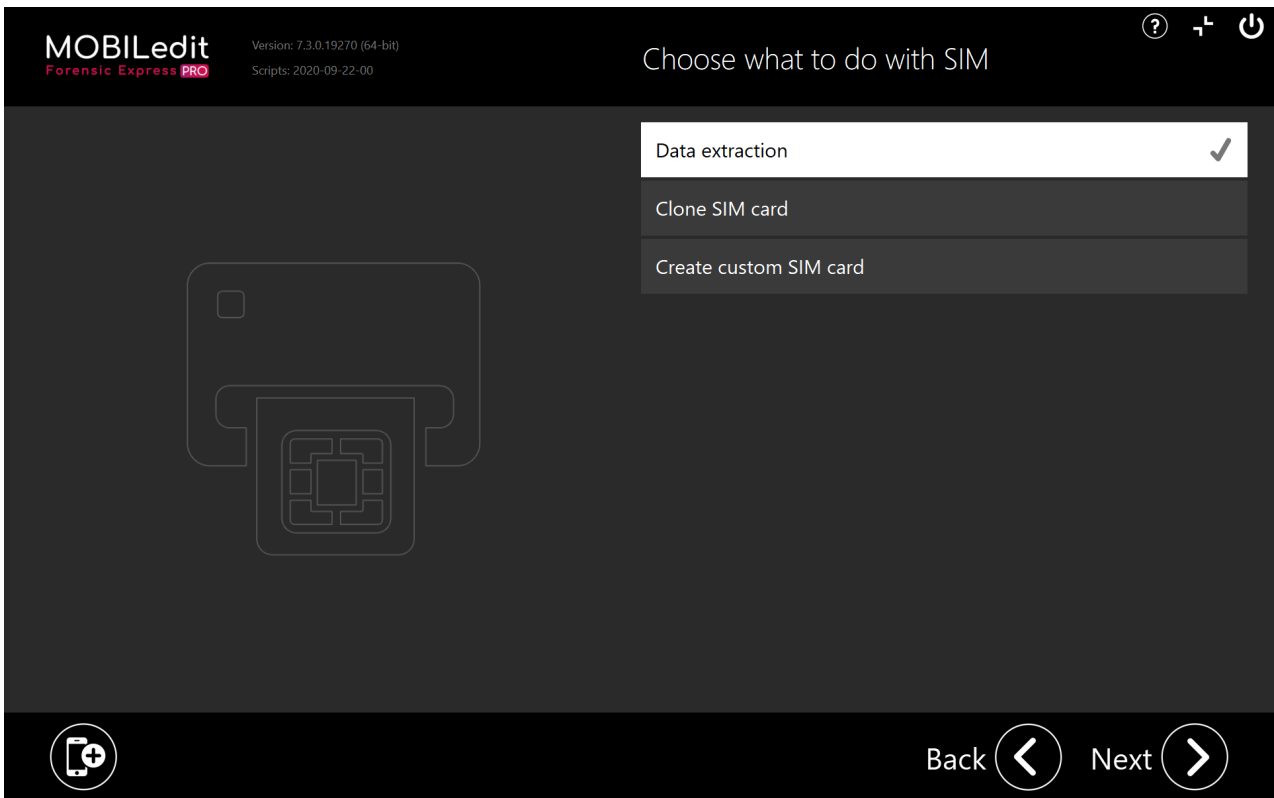 MOBILedit
Forensic Express PRO
Version: 7.3.0.19270 (64-bit)
Scripts: 2020-09-22-00
Choose what to do with SIM
?
Data extraction
Clone SIM card
Create custom SIM card
Back
Next